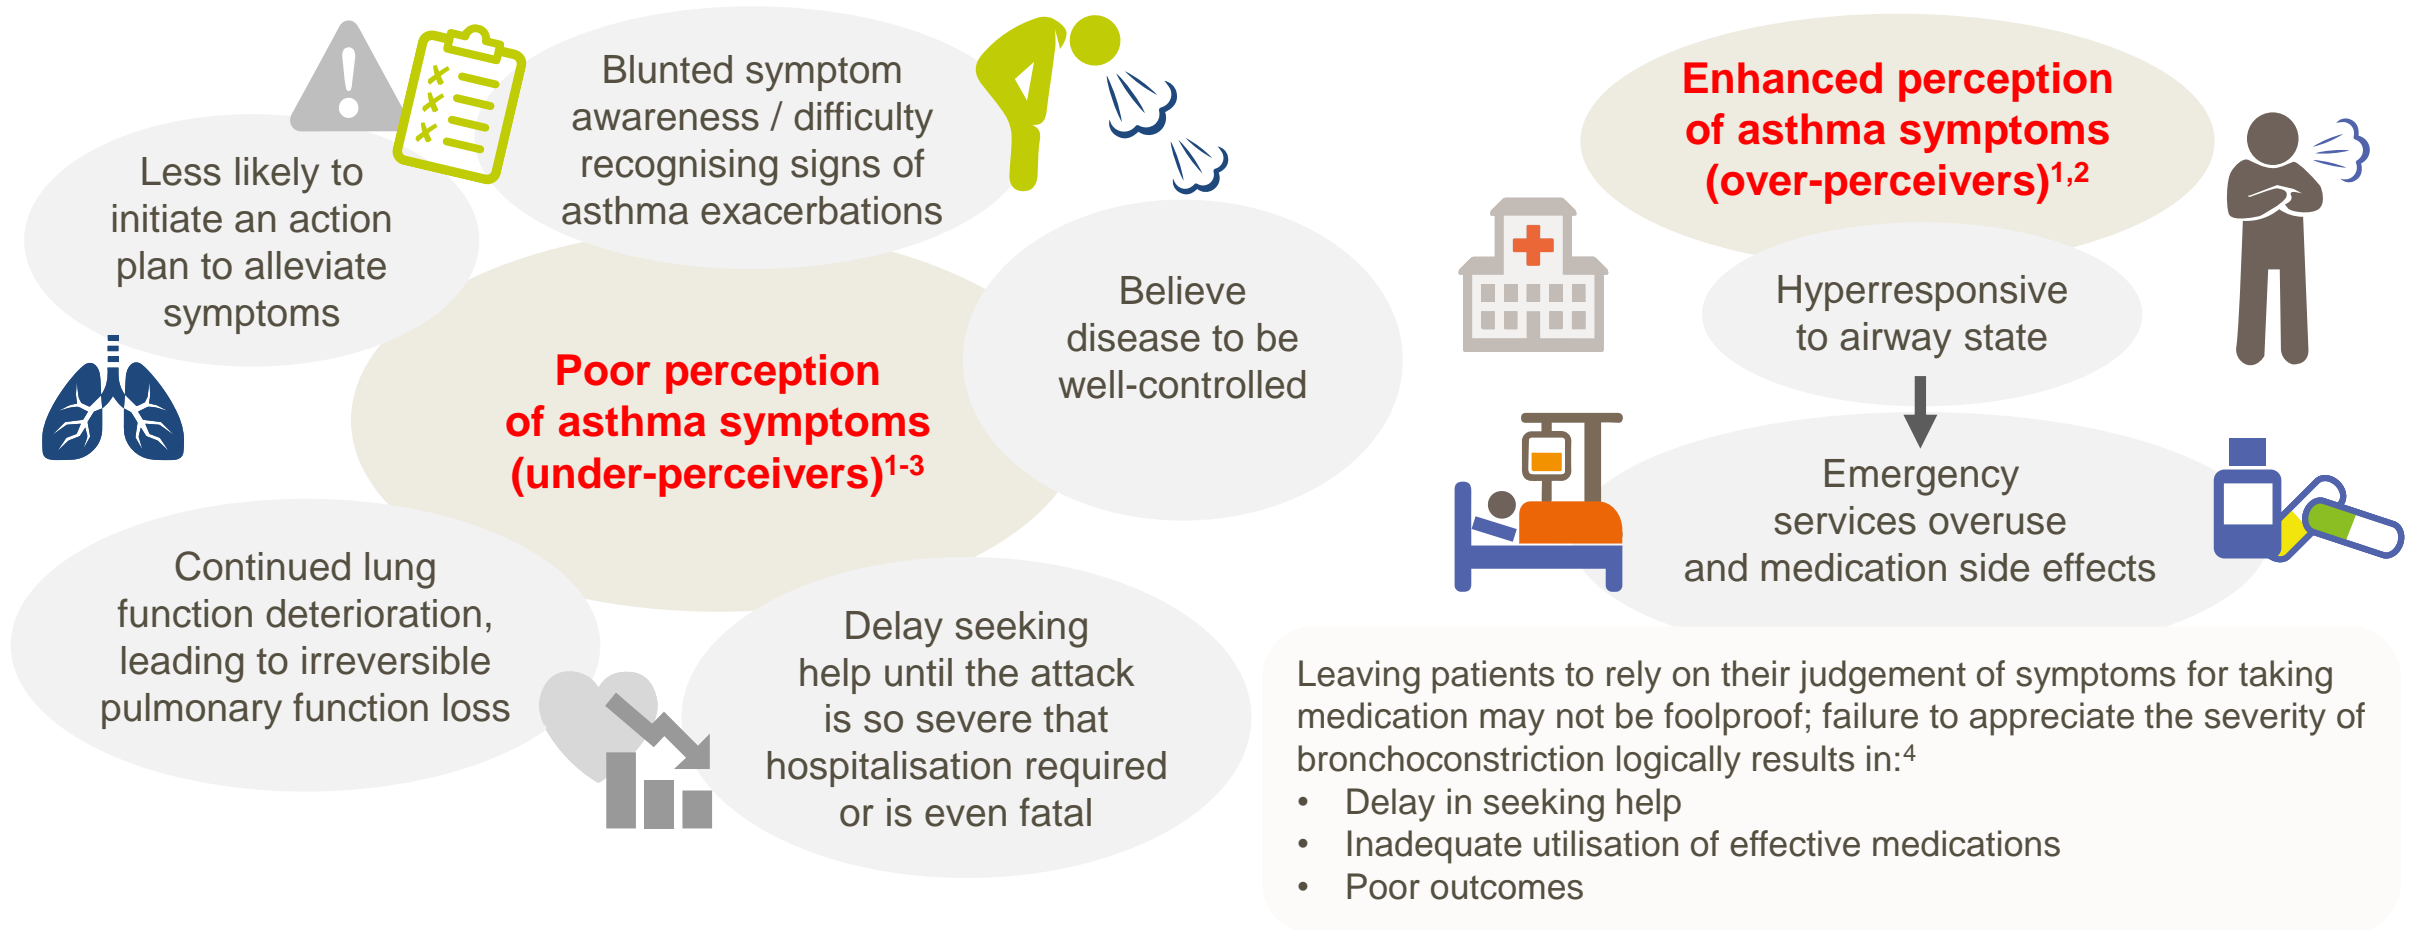 Blunted symptom
awareness / difficulty
recognising signs of
asthma exacerbations
Less likely to
initiate an action
plan to alleviate
symptoms
Believe
disease to be
well-controlled
Poor perception
of asthma symptoms
(under-perceivers)¹⁻³
Continued lung
function deterioration,
leading to irreversible
pulmonary function loss
Delay seeking
help until the attack
is so severe that
hospitalisation required
or is even fatal
Enhanced perception
of asthma symptoms
(over-perceivers)¹,²
Hyperresponsive
to airway state
Emergency
services overuse
and medication side effects
Leaving patients to rely on their judgement of symptoms for taking
medication may not be foolproof; failure to appreciate the severity of
bronchoconstriction logically results in:⁴
• Delay in seeking help
• Inadequate utilisation of effective medications
• Poor outcomes